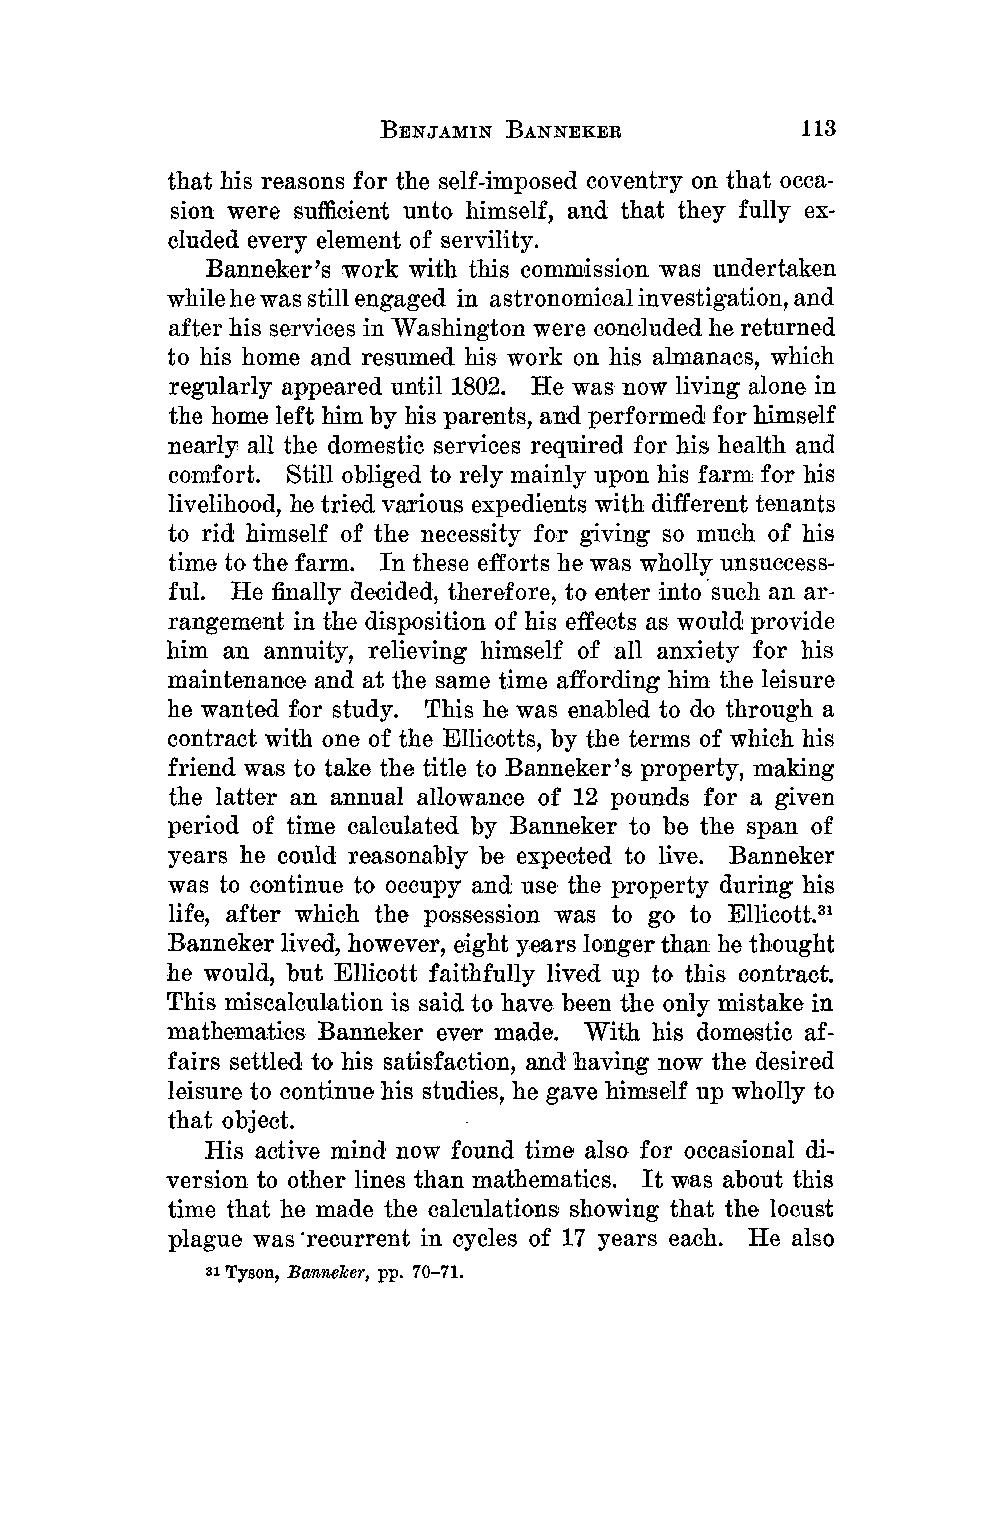 BENJAMIN BANNEKER 113
that his reasons for the self-imposed coventry on that occa-
sion were sufficient unto himself, and that they fully ex-
cluded every element of servility.
Banneker's work with this commission was undertaken
while he was still engaged in astronomical investigation, and
after his services in Washington were concluded he returned
to his home and resumed his work on his almanacs, which
regularly appeared until 1802. He was now living alone in
the home left him by his parents, and performed for himself
nearly all the domestic services required for his health and
comfort. Still obliged to rely mainly upon his farm for his
livelihood, he tried various expedients with different tenants
to rid himself of the necessity for giving so much of his
time to the farm. In these efforts he was wholly unsuccess-
ful. He finally decided, therefore, to enter into such an ar-
rangement in the disposition of his effects as would provide
him an annuity, relieving himself of all anxiety for his
maintenance and at the same time affording him the leisure
he wanted for study. This he was enabled to do through a
contract with one of the Ellicotts, by the terms of which his
friend was to take the title to Banneker's property, making
the latter an annual allowance of 12 pounds for a given
period of time calculated by Banneker to be the span of
years he could reasonably be expected to live. Banneker
was to continue to occupy and use the property during his
life, after which the possession was to go to Ellicott.³¹
Banneker lived, however, eight years longer than he thought
he would, but Ellicott faithfully lived up to this contract.
This miscalculation is said to have been the only mistake in
mathematics Banneker ever made. With his domestic af-
fairs settled to his satisfaction, and having now the desired
leisure to continue his studies, he gave himself up wholly to
that object.
His active mind now found time also for occasional di-
version to other lines than mathematics. It was about this
time that he made the calculations showing that the locust
plague was recurrent in cycles of 17 years each. He also
³¹ Tyson, Banneker, pp. 70–71.